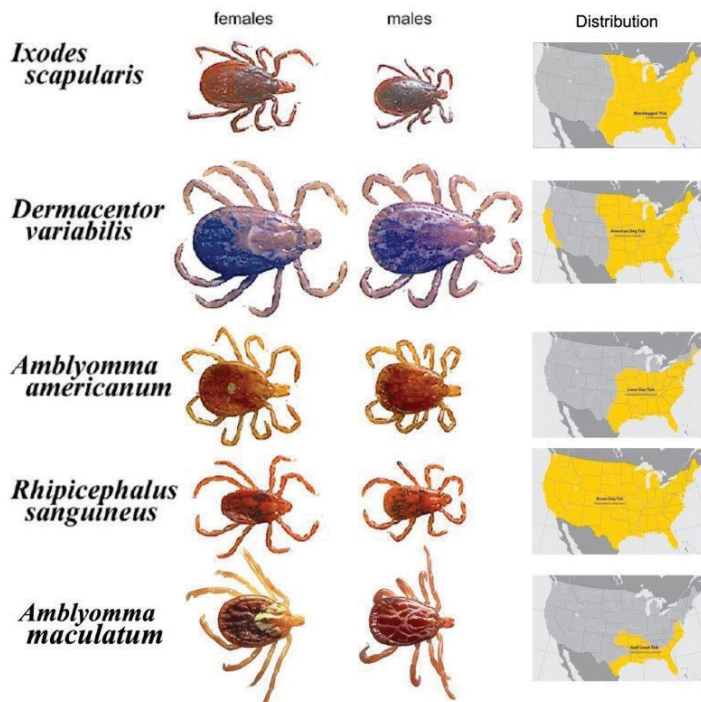 females
males
Distribution
Ixodes
scapularis
Blacklegged Tick
Dermacentor
variabilis
American Dog Tick
Amblyomma
americanum
Lone Star Tick
Rhipicephalus
sanguineus
Brown Dog Tick
Amblyomma
maculatum
Gulf Coast Tick